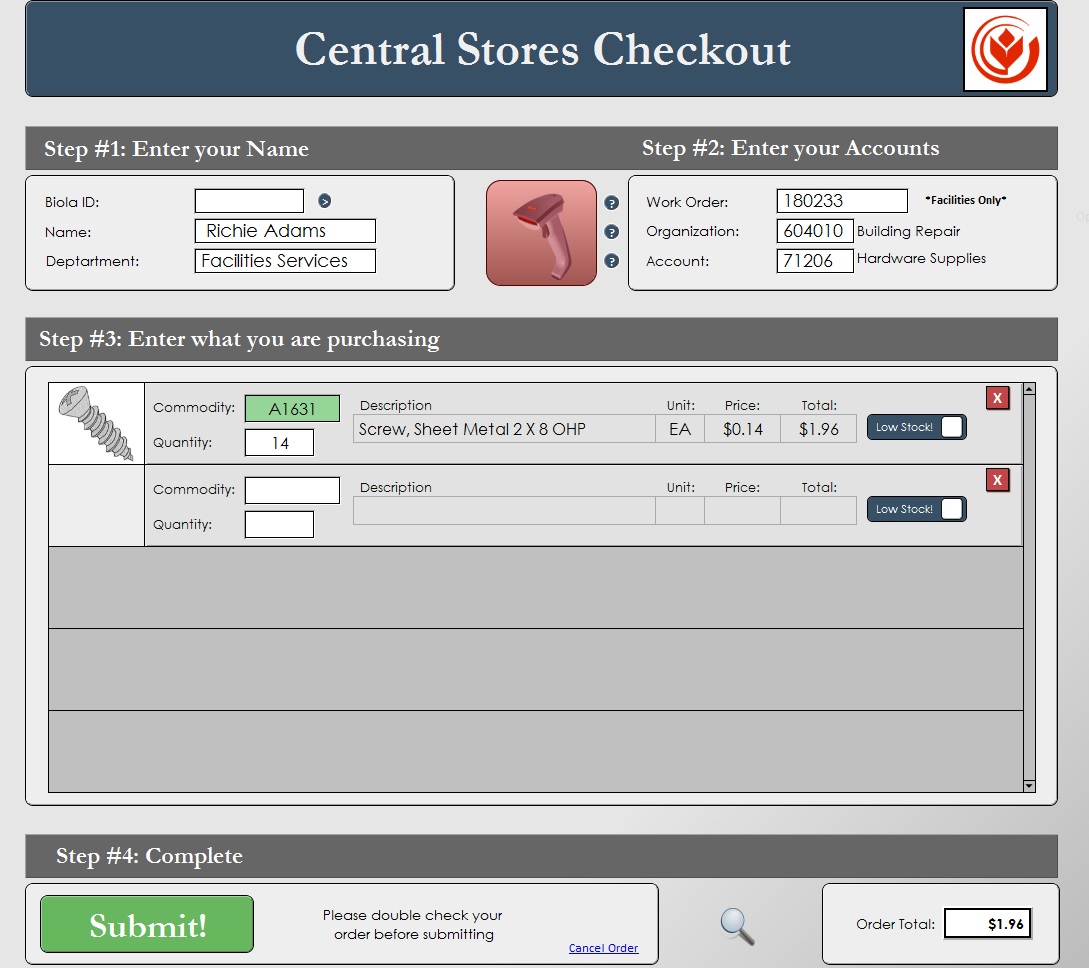 Central Stores Checkout
Step #1: Enter your Name
Step #2: Enter your Accounts
Biola ID:
>
Name: Richie Adams
Deptartment: Facilities Services
? Work Order: 180233 *Facilities Only*
? Organization: 604010 Building Repair
? Account: 71206 Hardware Supplies
Step #3: Enter what you are purchasing
Commodity: A1631 Description Unit: Price: Total: X
Screw, Sheet Metal 2 X 8 OHP EA $0.14 $1.96 Low Stock!
Quantity: 14
Commodity: Description Unit: Price: Total: X
Low Stock!
Quantity:
Step #4: Complete
Submit!
Please double check your
order before submitting
Cancel Order
Order Total: $1.96